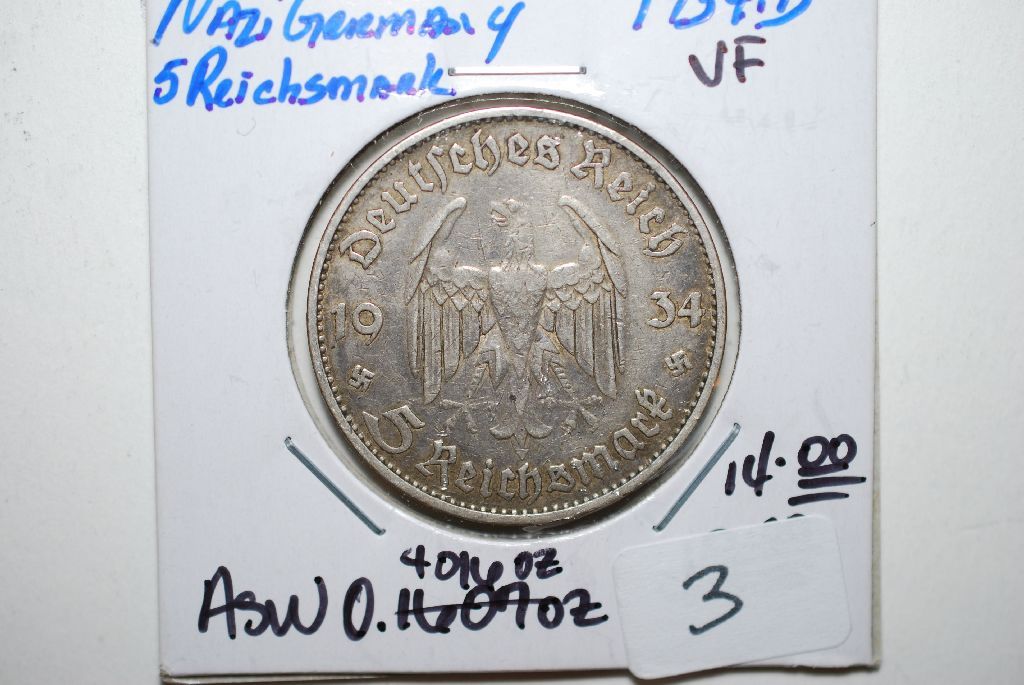 Nazi Germany 1934D
5 Reichsmark VF
Deutsches Reich
19 34
5 Reichsmark
14.00
4016 oz
ASW 0.1607oz
3